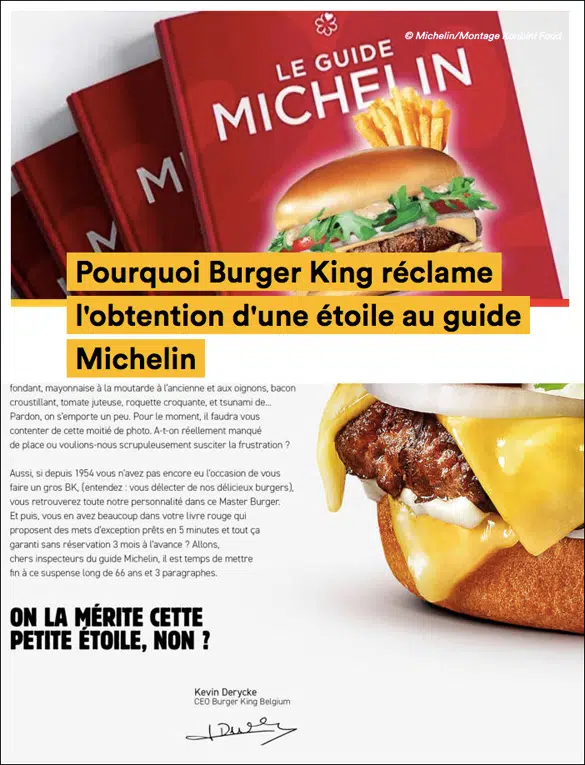 © Michelin/Montage Konbini Food
LE GUIDE
MICHELIN
M
Pourquoi Burger King réclame
l'obtention d'une étoile au guide
Michelin
fondant, mayonnaise à la moutarde à l'ancienne et aux oignons, bacon
croustillant, tomate juteuse, roquette croquante, et tsunami de...
Pardon, on s'emporte un peu. Pour le moment, il faudra vous
contenter de cette moitié de photo. A-t-on réellement manqué
de place ou voulions-nous scrupuleusement susciter la frustration ?
Aussi, si depuis 1954 vous n'avez pas encore eu l'occasion de vous
faire un gros BK, (entendez : vous délecter de nos délicieux burgers),
vous retrouverez toute notre personnalité dans ce Master Burger.
Et puis, vous en avez beaucoup dans votre livre rouge qui
proposent des mets d'exception prêts en 5 minutes et tout ça
garanti sans réservation 3 mois à l'avance ? Allons,
chers inspecteurs du guide Michelin, il est temps de mettre
fin à ce suspense long de 66 ans et 3 paragraphes.
ON LA MÉRITE CETTE
PETITE ÉTOILE, NON ?
Kevin Derycke
CEO Burger King Belgium